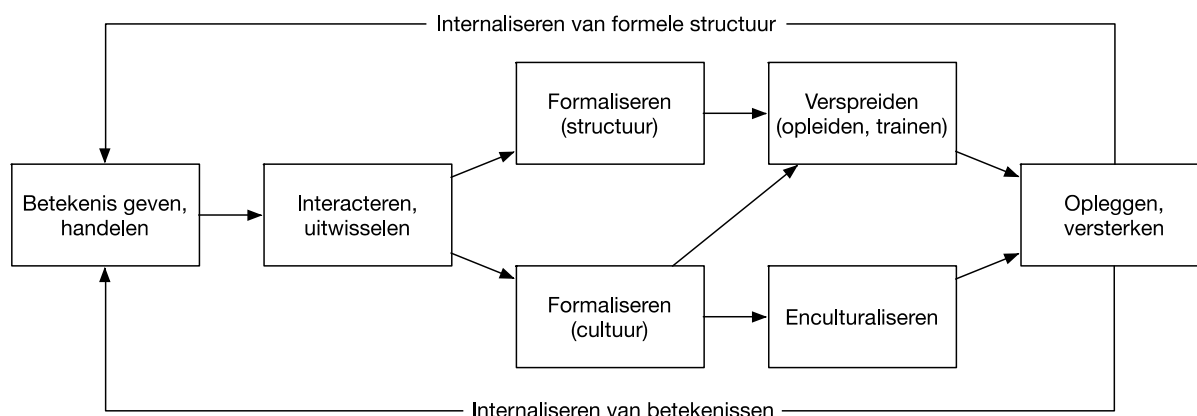 Internaliseren van formele structuur
Formaliseren
(structuur)
Verspreiden
(opleiden, trainen)
Betekenis geven,
handelen
Interacteren,
uitwisselen
Opleggen,
versterken
Formaliseren
(cultuur)
Enculturaliseren
Internaliseren van betekenissen